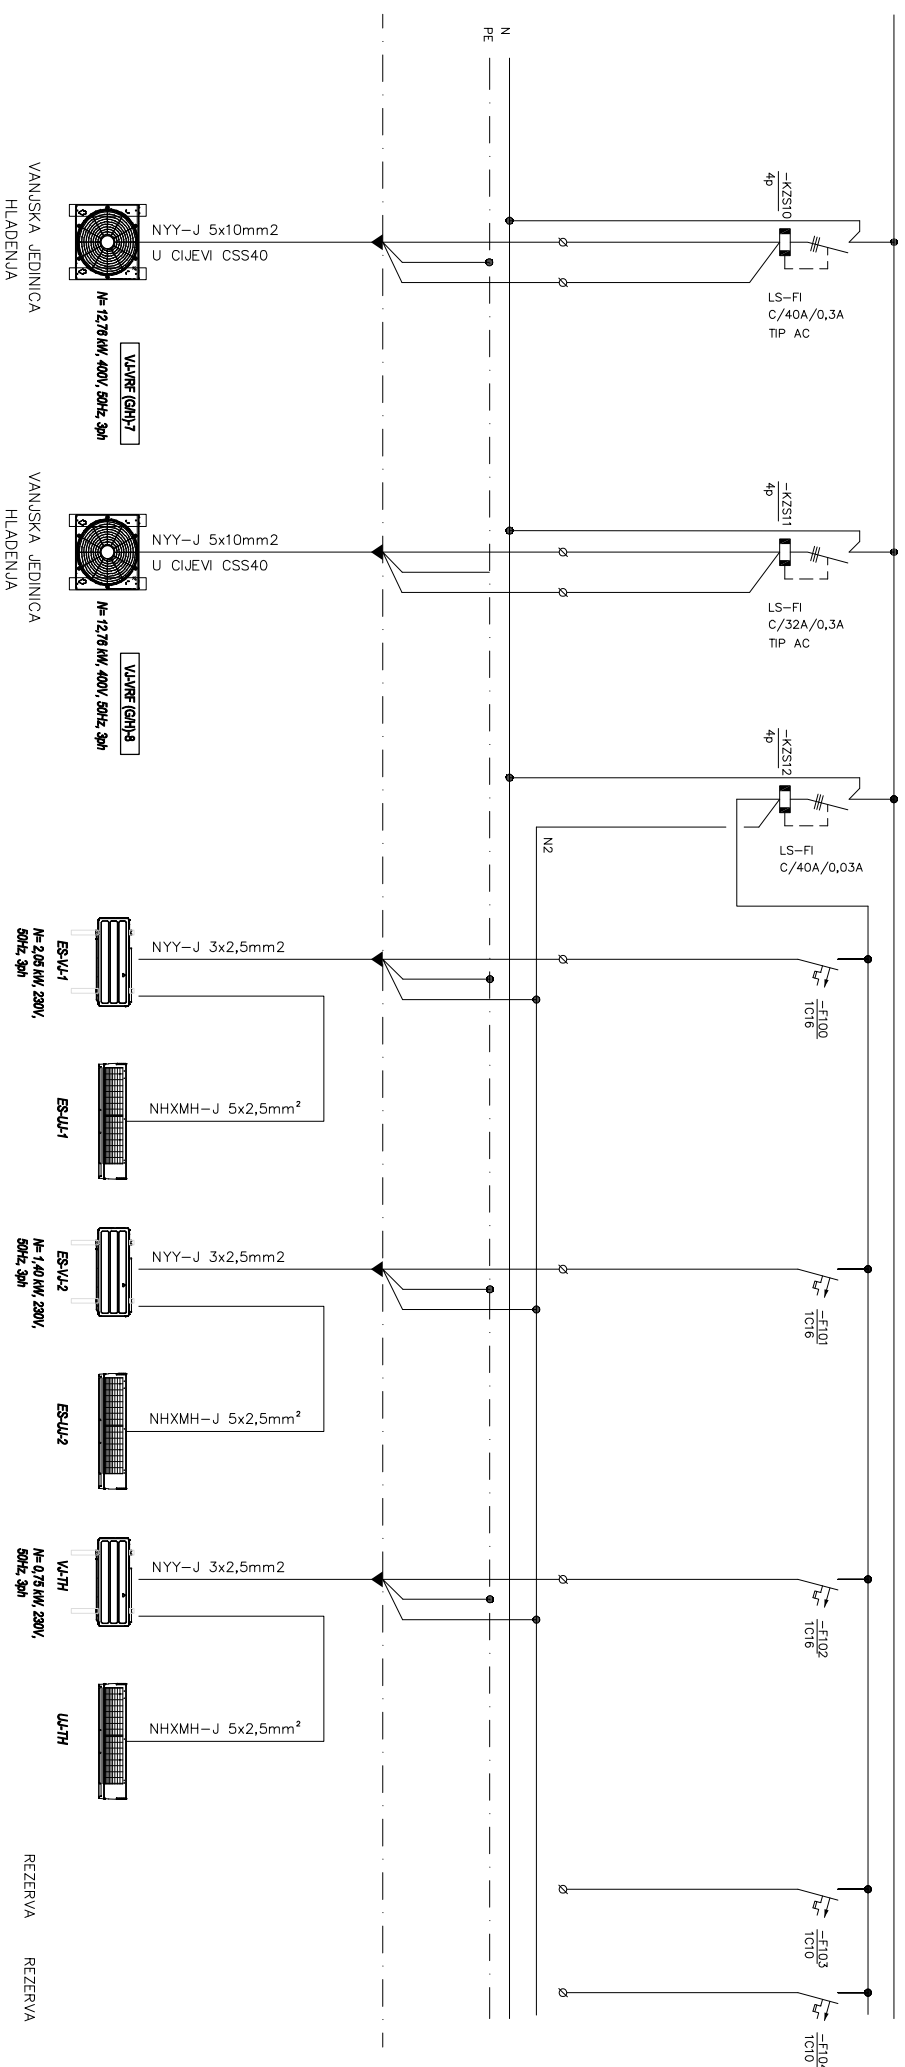 N
PE
-KZS10
4p
LS-FI
C/40A/0,3A
TIP AC
NYY-J 5x10mm2
U CIJEVI CSS40
VJ-VRF (G/H)-7
N= 12,76 kW, 400V, 50Hz, 3ph
VANJSKA JEDINICA
HLAĐENJA
-KZS11
4p
LS-FI
C/32A/0,3A
TIP AC
NYY-J 5x10mm2
U CIJEVI CSS40
VJ-VRF (G/H)-8
N= 12,76 kW, 400V, 50Hz, 3ph
VANJSKA JEDINICA
HLAĐENJA
-KZS12
4p
LS-FI
C/40A/0,03A
N2
-F100
1C16
NYY-J 3x2,5mm2
ES-VJ-1
N= 2,05 kW, 230V,
50Hz, 3ph
NHXMH-J 5x2,5mm²
ES-UJ-1
-F101
1C16
NYY-J 3x2,5mm2
ES-VJ-2
N= 1,40 kW, 230V,
50Hz, 3ph
NHXMH-J 5x2,5mm²
ES-UJ-2
-F102
1C16
NYY-J 3x2,5mm2
VJ-TH
N= 0,75 kW, 230V,
50Hz, 3ph
NHXMH-J 5x2,5mm²
UJ-TH
-F103
1C10
REZERVA
1C10
REZERVA